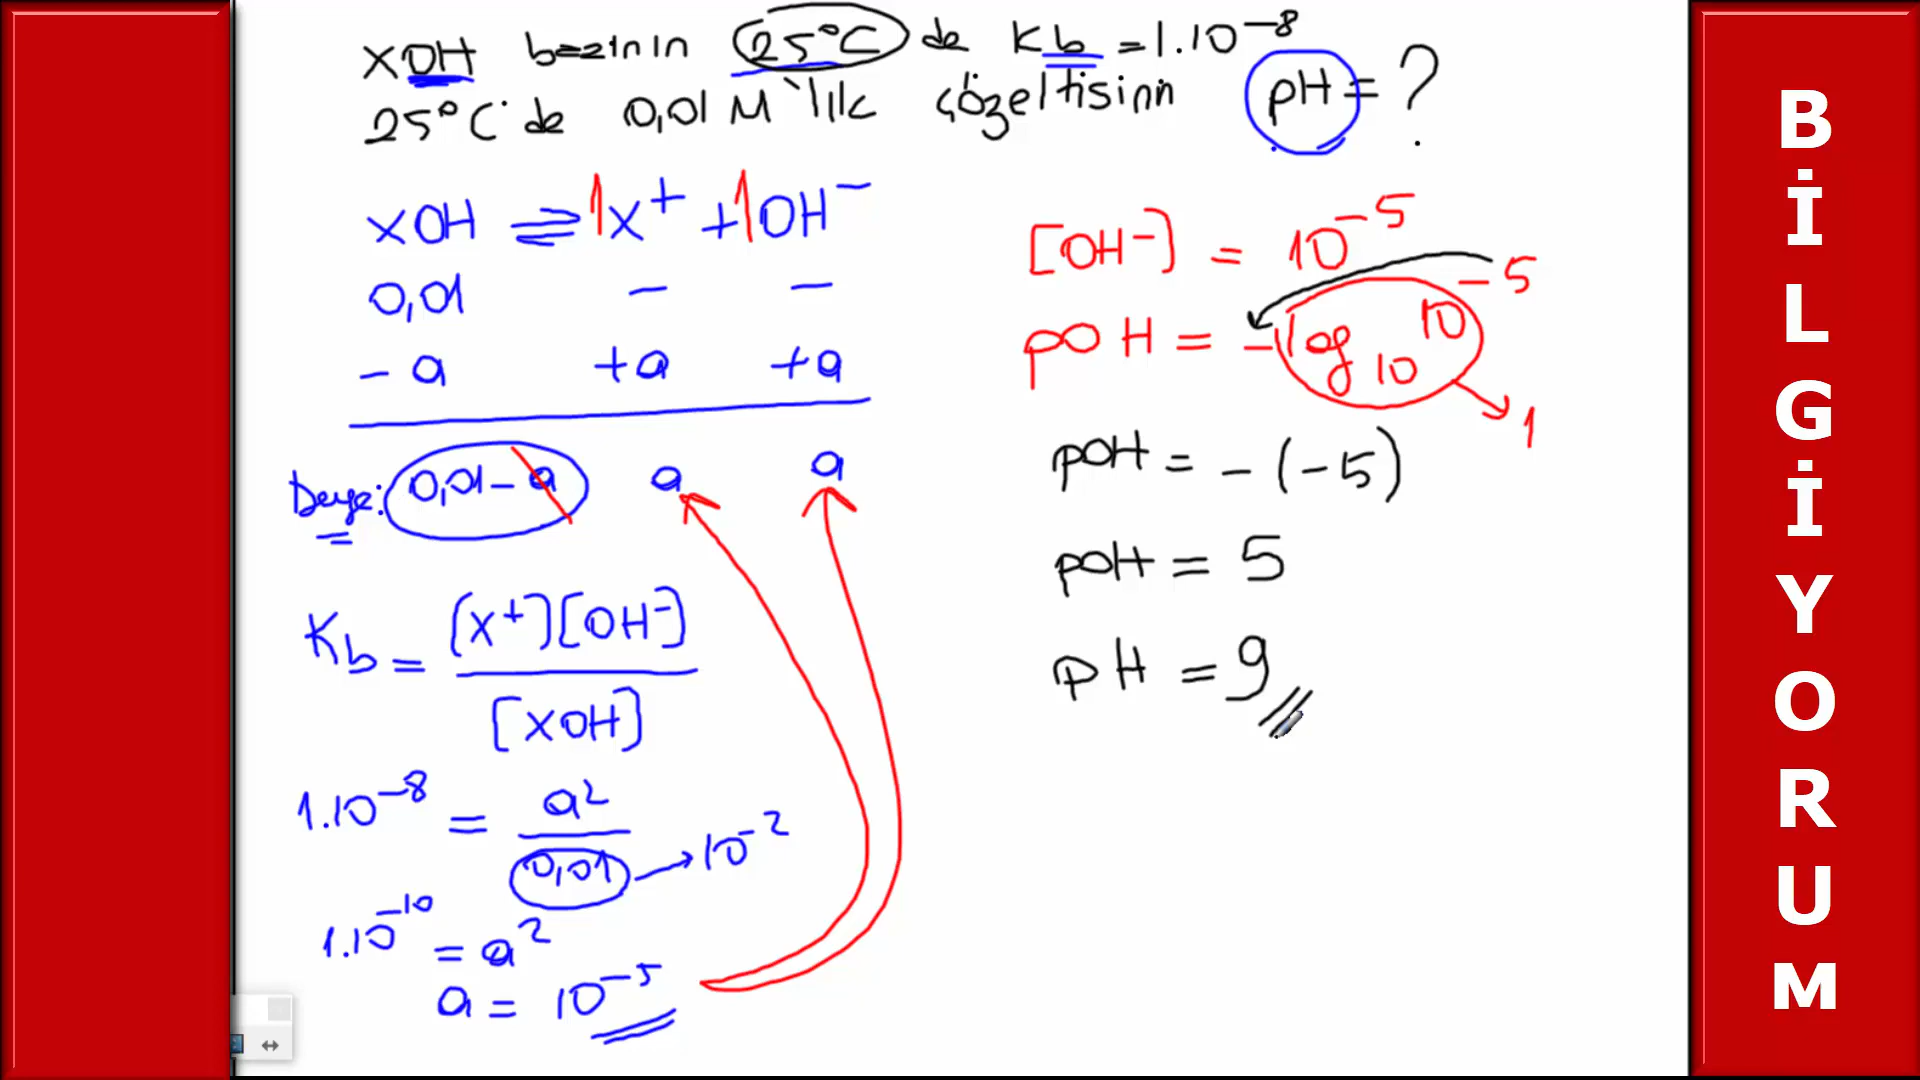 XOH bazının 25°C de Kb = 1.10⁻⁸
25°C'de 0,01 M'lık çözeltisinn pH = ?
XOH ⇌ 1X⁺ + 1OH⁻
0,01 – –
– a +a +a
Denge: 0,01 – a a a
Kb = [X⁺][OH⁻] / [XOH]
1.10⁻⁸ = a² / 0,01 → 10⁻²
1.10⁻¹⁰ = a²
a = 10⁻⁵
[OH⁻] = 10⁻⁵
pOH = – log₁₀ 10⁻⁵ → 1
pOH = – (–5)
pOH = 5
pH = 9
BİLGİYORUM